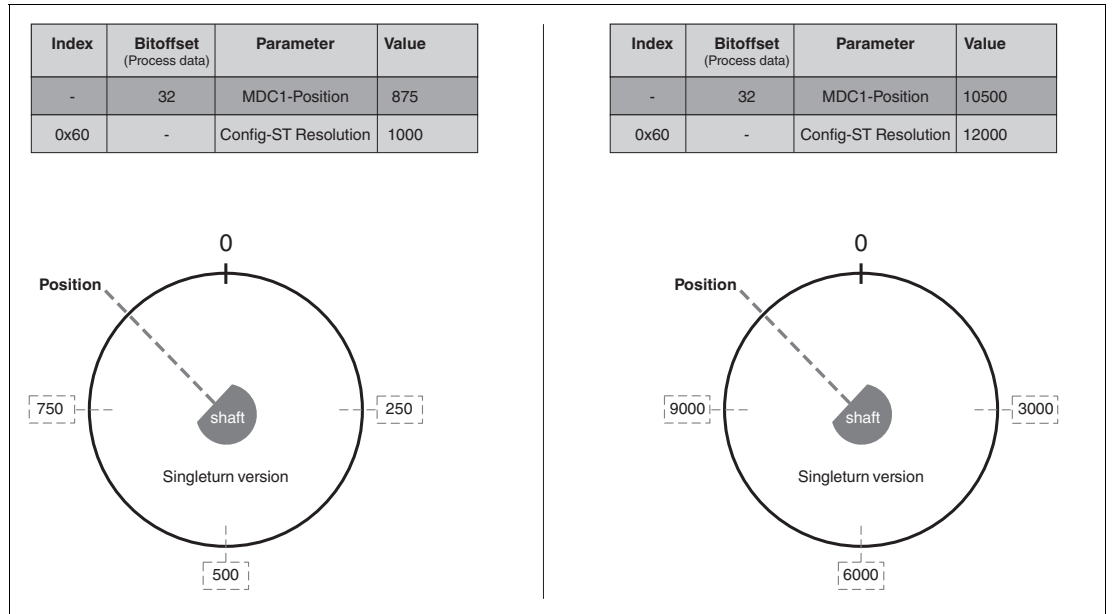 Index Bitoffset (Process data) Parameter Value
- 32 MDC1-Position 875
0x60 - Config-ST Resolution 1000
0
Position
750
shaft
250
Singleturn version
500
Index Bitoffset (Process data) Parameter Value
- 32 MDC1-Position 10500
0x60 - Config-ST Resolution 12000
0
Position
9000
shaft
3000
Singleturn version
6000